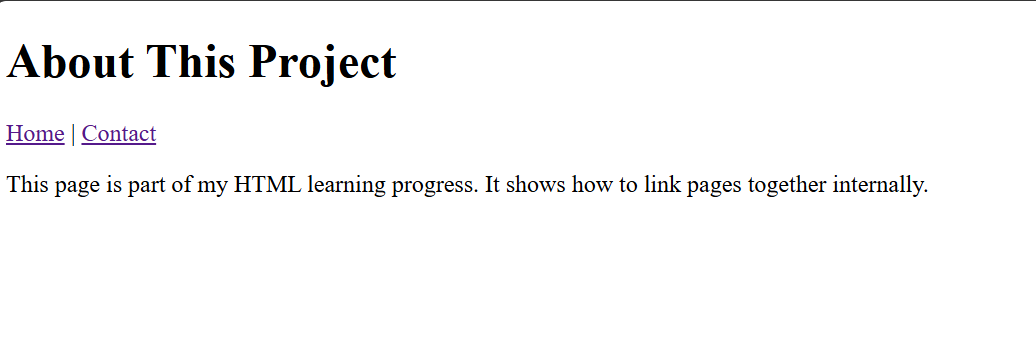 About This Project
Home | Contact
This page is part of my HTML learning progress. It shows how to link pages together internally.